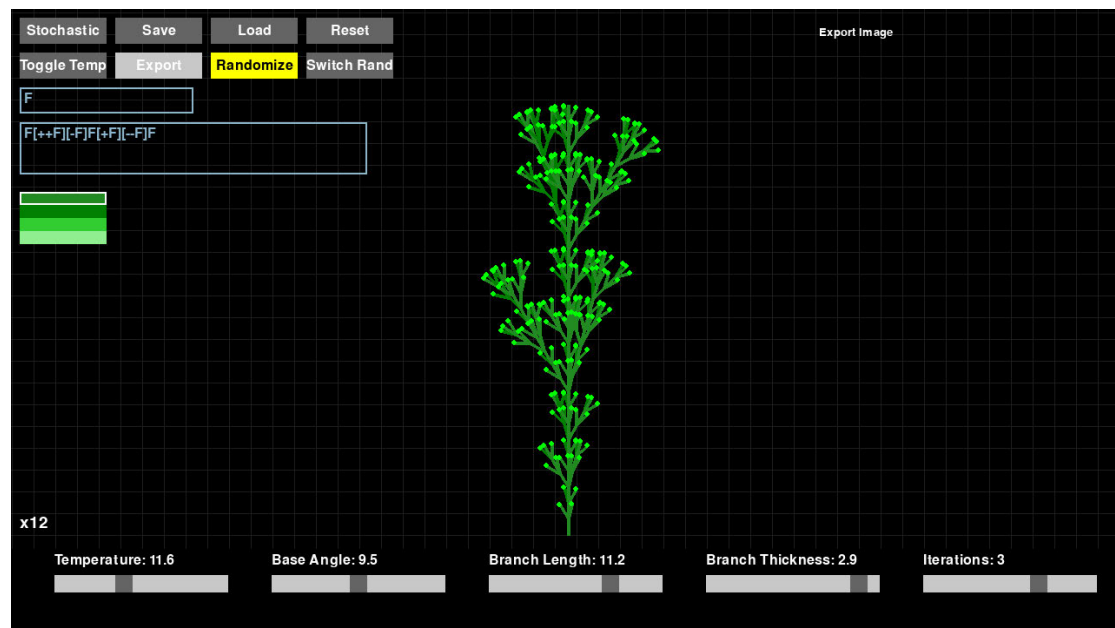 Stochastic Save Load Reset
Export Image
Toggle Temp Export Randomize Switch Rand
F
F[++F][-F]F[+F][--F]F
x12
Temperature: 11.6 Base Angle: 9.5 Branch Length: 11.2 Branch Thickness: 2.9 Iterations: 3